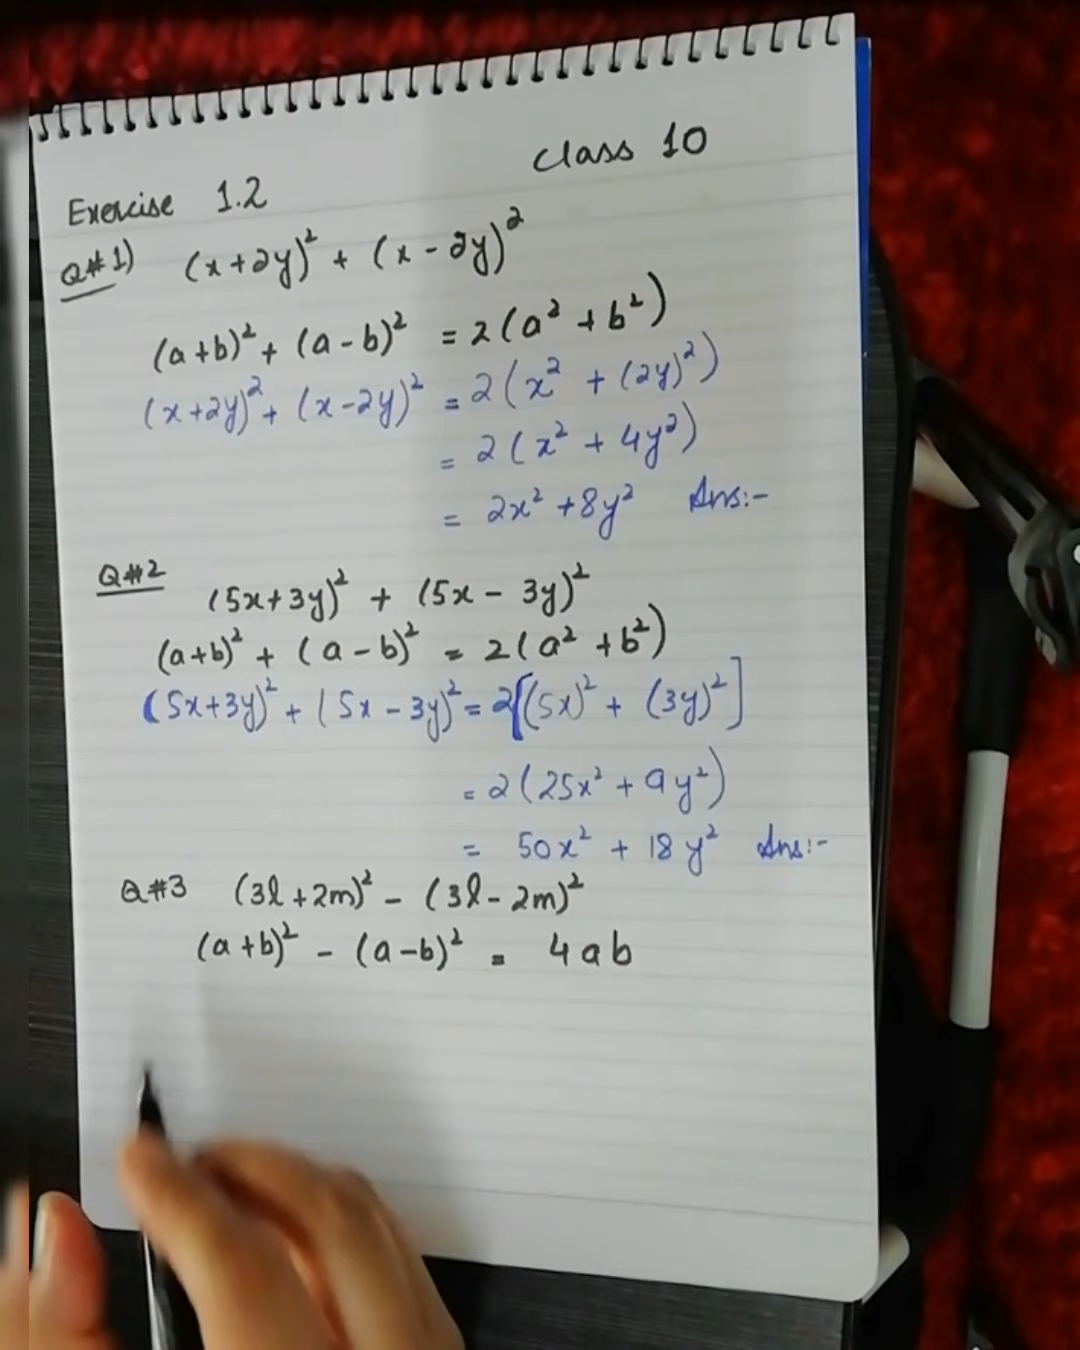 Class 10
Exercise 1.2
Q#1) (x+2y)² + (x-2y)²
(a+b)² + (a-b)² = 2(a² + b²)
(x+2y)² + (x-2y)² = 2(x² + (2y)²)
= 2(x² + 4y²)
= 2x² + 8y² Ans:-
Q#2
(5x+3y)² + (5x - 3y)²
(a+b)² + (a-b)² = 2(a² + b²)
(5x+3y)² + (5x - 3y)² = 2[(5x)² + (3y)²]
= 2(25x² + 9y²)
= 50x² + 18y² Ans:-
Q#3 (3l+2m)² - (3l-2m)²
(a+b)² - (a-b)² = 4ab